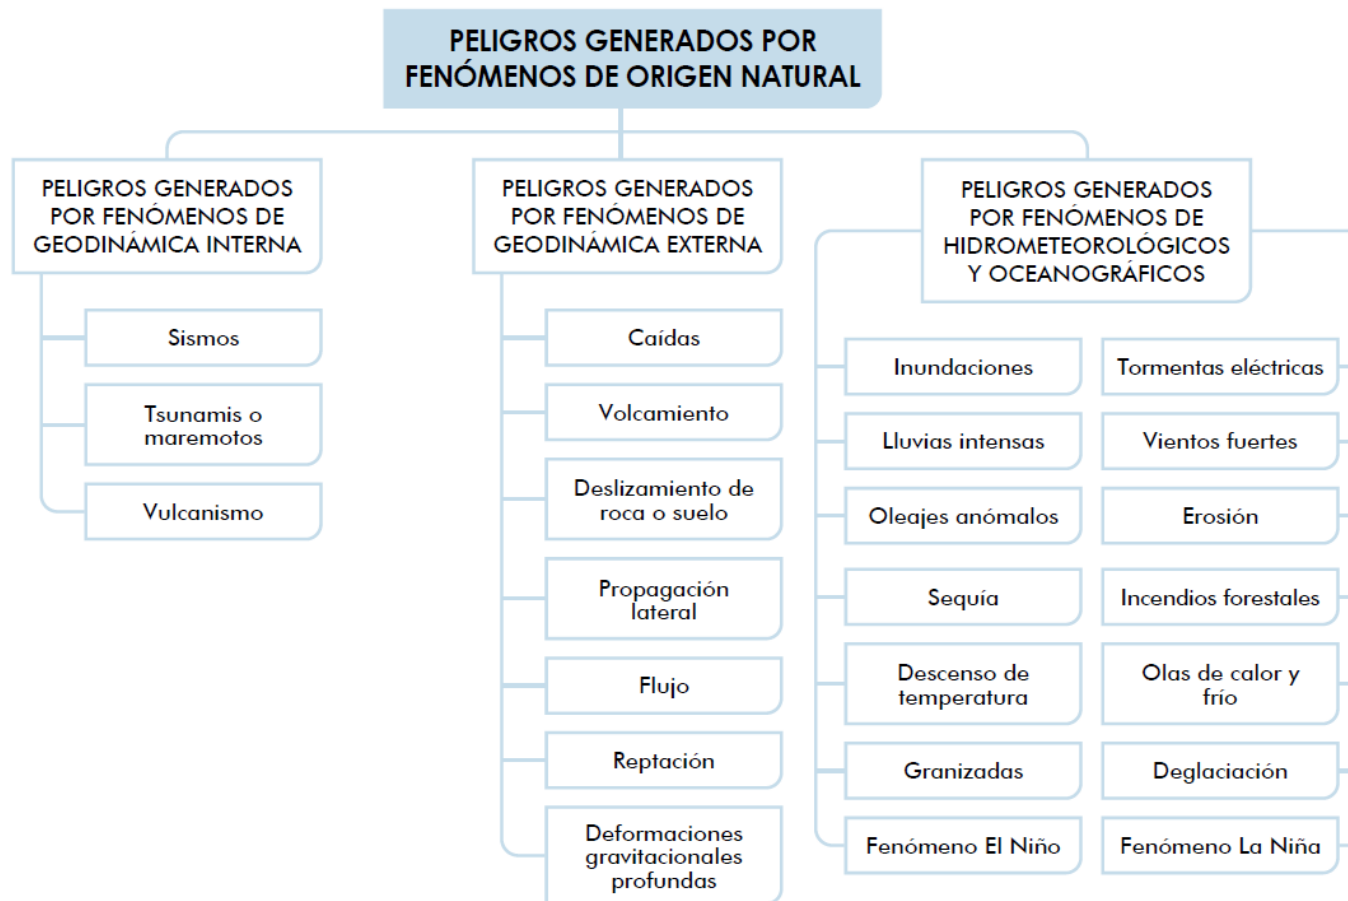 PELIGROS GENERADOS POR
FENÓMENOS DE ORIGEN NATURAL
PELIGROS GENERADOS
POR FENÓMENOS DE
GEODINÁMICA INTERNA
Sismos
Tsunamis o
maremotos
Vulcanismo
PELIGROS GENERADOS
POR FENÓMENOS DE
GEODINÁMICA EXTERNA
Caídas
Volcamiento
Deslizamiento de
roca o suelo
Propagación
lateral
Flujo
Reptación
Deformaciones
gravitacionales
profundas
PELIGROS GENERADOS
POR FENÓMENOS DE
HIDROMETEOROLÓGICOS
Y OCEANOGRÁFICOS
Inundaciones
Tormentas eléctricas
Lluvias intensas
Vientos fuertes
Oleajes anómalos
Erosión
Sequía
Incendios forestales
Descenso de
temperatura
Olas de calor y
frío
Granizadas
Deglaciación
Fenómeno El Niño
Fenómeno La Niña